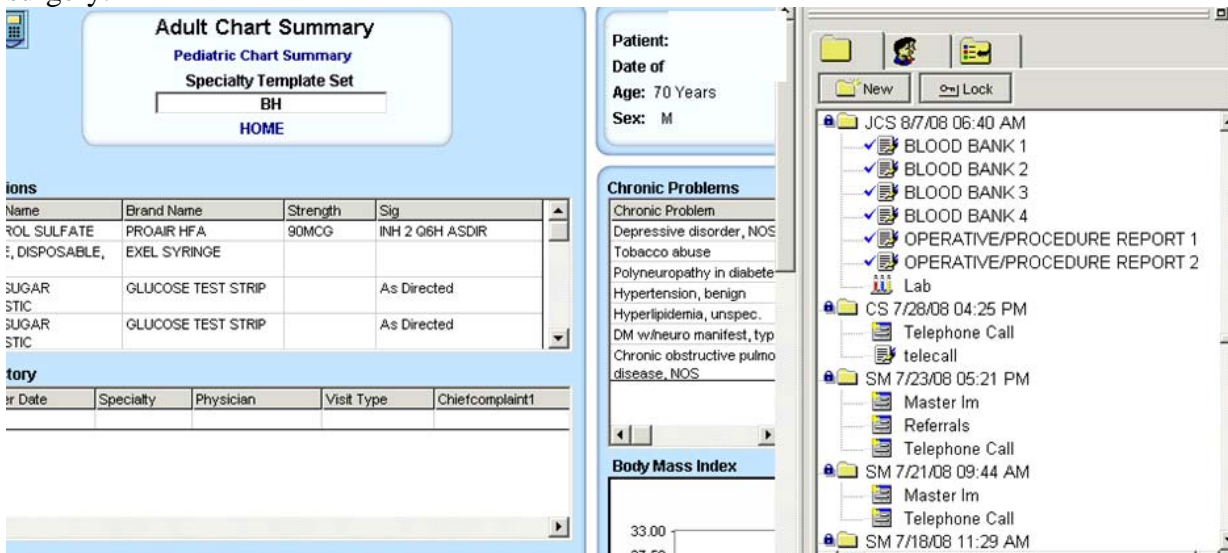 Adult Chart Summary
Pediatric Chart Summary
Specialty Template Set
BH
HOME
ions
Name Brand Name Strength Sig
ROL SULFATE PROAIR HFA 90MCG INH 2 Q6H ASDIR
E, DISPOSABLE, EXEL SYRINGE
SUGAR GLUCOSE TEST STRIP As Directed
STIC
SUGAR GLUCOSE TEST STRIP As Directed
STIC
tory
er Date Specialty Physician Visit Type Chiefcomplaint1
Patient:
Date of
Age: 70 Years
Sex: M
Chronic Problems
Chronic Problem
Depressive disorder, NOS
Tobacco abuse
Polyneuropathy in diabete
Hypertension, benign
Hyperlipidemia, unspec.
DM w/neuro manifest, typ
Chronic obstructive pulmo
disease, NOS
Body Mass Index
33.00
New Lock
JCS 8/7/08 06:40 AM
BLOOD BANK 1
BLOOD BANK 2
BLOOD BANK 3
BLOOD BANK 4
OPERATIVE/PROCEDURE REPORT 1
OPERATIVE/PROCEDURE REPORT 2
Lab
CS 7/28/08 04:25 PM
Telephone Call
telecall
SM 7/23/08 05:21 PM
Master Im
Referrals
Telephone Call
SM 7/21/08 09:44 AM
Master Im
Telephone Call
SM 7/18/08 11:29 AM